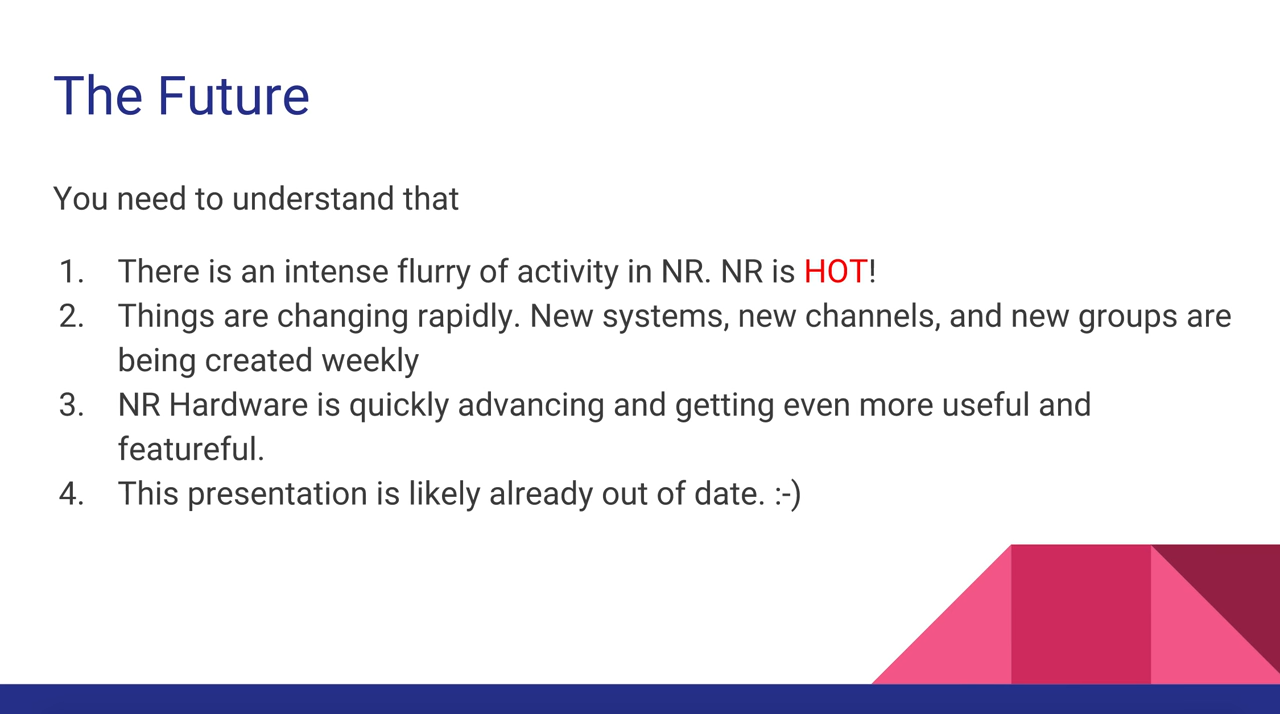 The Future
You need to understand that
1. There is an intense flurry of activity in NR. NR is HOT!
2. Things are changing rapidly. New systems, new channels, and new groups are
being created weekly
3. NR Hardware is quickly advancing and getting even more useful and
featureful.
4. This presentation is likely already out of date. :-)